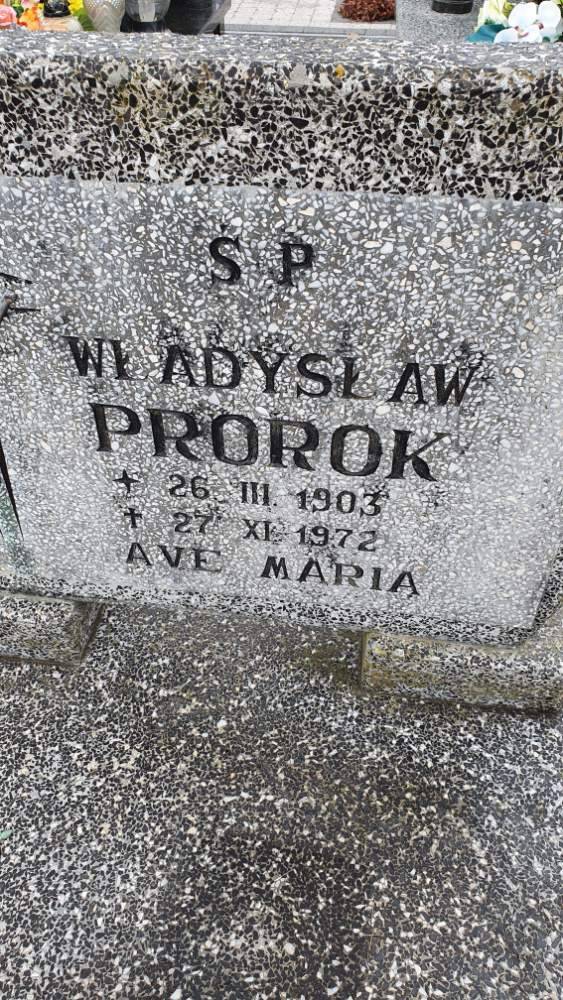 Ś P
WŁADYSŁAW
PROROK
+ 26 III. 1903
† 27 XI. 1972
AVE MARIA